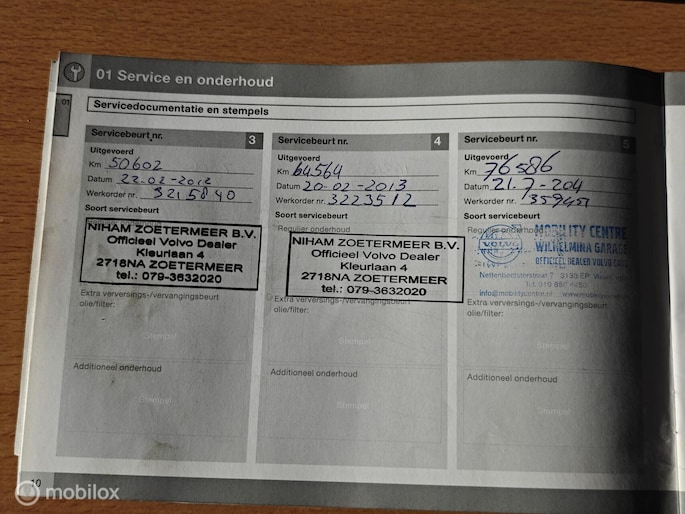 01 Service en onderhoud
01
Servicedocumentatie en stempels
Servicebeurt nr. 3
Uitgevoerd
Km 50602
Datum 22-02-2012
Werkorder nr. 3215840
Soort servicebeurt
NIHAM ZOETERMEER B.V.
Officieel Volvo Dealer
Kleurlaan 4
2718NA ZOETERMEER
tel.: 079-3632020
Extra verversings-/vervangingsbeurt
olie/filter:
Stempel
Additioneel onderhoud
Stempel
Servicebeurt nr. 4
Uitgevoerd
Km 64564
Datum 20-02-2013
Werkorder nr. 3223512
Soort servicebeurt
Regulier onderhoud
NIHAM ZOETERMEER B.V.
Officieel Volvo Dealer
Kleurlaan 4
2718NA ZOETERMEER
tel.: 079-3632020
Extra verversings-/vervangingsbeurt
olie/filter:
Stempel
Additioneel onderhoud
Stempel
Servicebeurt nr. 5
Uitgevoerd
Km 76586
Datum 21-7-204
Werkorder nr.
Soort servicebeurt
Regulier onderhoud
VOLVO
MOBILITY CENTRE
WILHELMINA GARAGE
OFFICIEEL DEALER VOLVO
Extra verversings-/vervangingsbeurt
olie/filter:
Stempel
Additioneel onderhoud
Stempel
10
mobilox